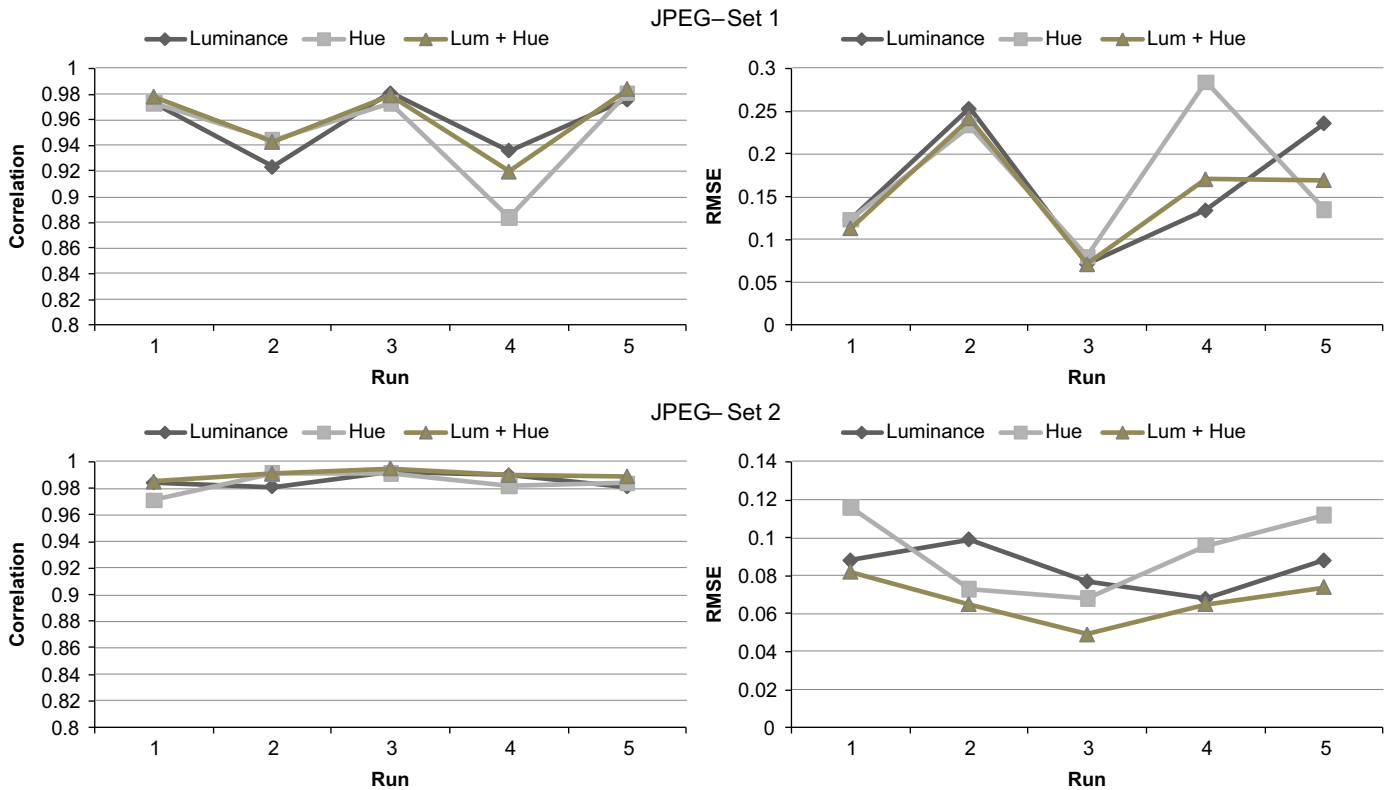 JPEG–Set 1
Luminance Hue Lum + Hue
Correlation
1
0.98
0.96
0.94
0.92
0.9
0.88
0.86
0.84
0.82
0.8
1 2 3 4 5
Run
Luminance Hue Lum + Hue
RMSE
0.3
0.25
0.2
0.15
0.1
0.05
0
1 2 3 4 5
Run
JPEG– Set 2
Luminance Hue Lum + Hue
Correlation
1
0.98
0.96
0.94
0.92
0.9
0.88
0.86
0.84
0.82
0.8
1 2 3 4 5
Run
Luminance Hue Lum + Hue
RMSE
0.14
0.12
0.1
0.08
0.06
0.04
0.02
0
1 2 3 4 5
Run